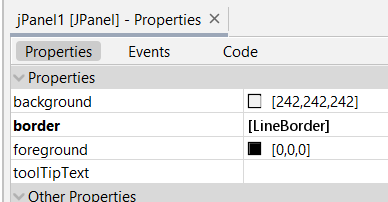 jPanel1 [JPanel] - Properties ×
Properties Events Code
Properties
background [242,242,242]
border [LineBorder]
foreground [0,0,0]
toolTipText
Other Properties